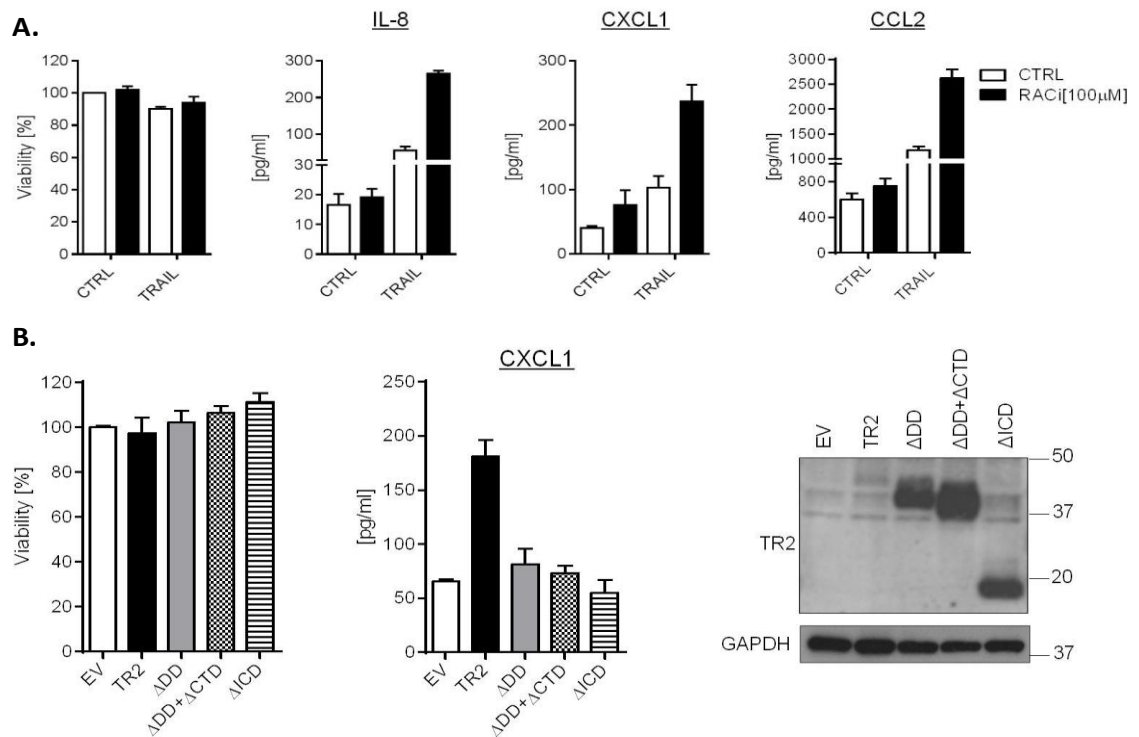 A.
Viability [%]
120
100
80
60
40
20
0
CTRL
TRAIL
IL-8
[pg/ml]
300
200
100
50
30
20
10
0
CTRL
TRAIL
CXCL1
[pg/ml]
300
200
100
0
CTRL
TRAIL
CCL2
[pg/ml]
3000
2500
2000
1500
1000
800
400
0
CTRL
TRAIL
CTRL
RACi[100μM]
B.
Viability [%]
120
100
80
60
40
20
0
EV
TR2
ΔDD
ΔDD+ΔCTD
ΔICD
CXCL1
[pg/ml]
250
200
150
100
50
0
EV
TR2
ΔDD
ΔDD+ΔCTD
ΔICD
EV
TR2
ΔDD
ΔDD+ΔCTD
ΔICD
TR2
50
37
20
GAPDH
37